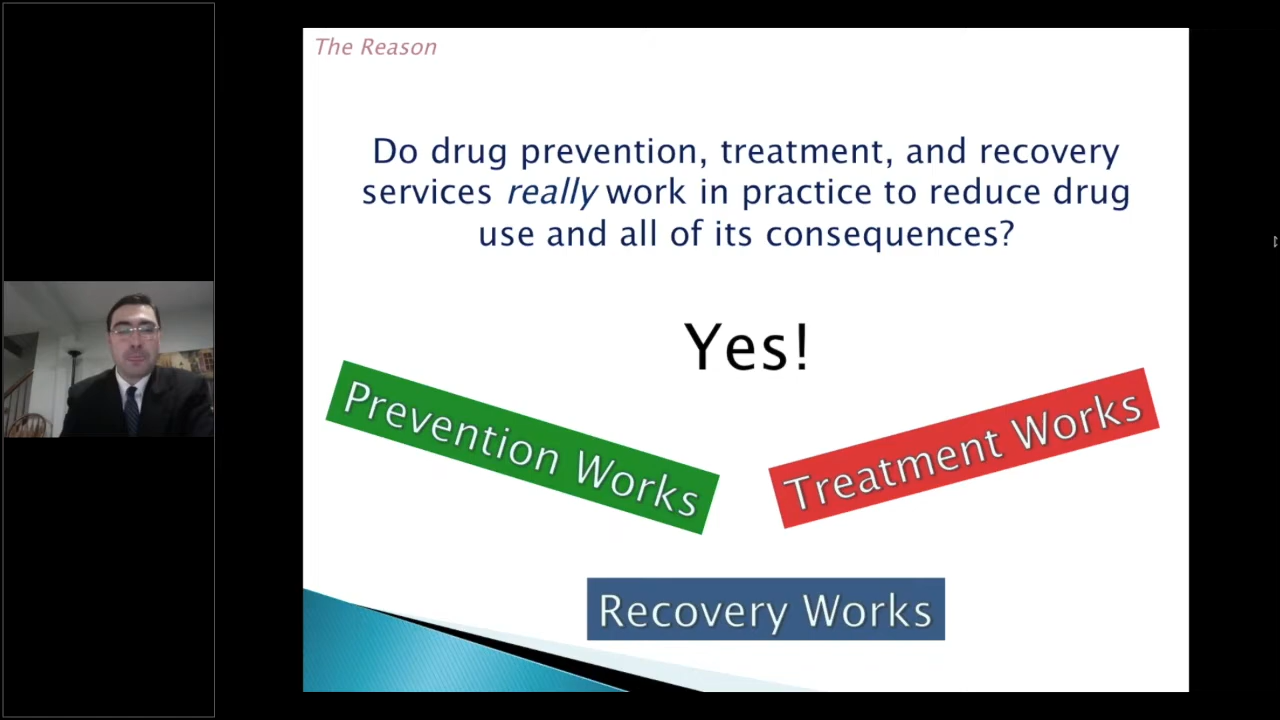 The Reason
Do drug prevention, treatment, and recovery
services really work in practice to reduce drug
use and all of its consequences?
Yes!
Prevention Works
Treatment Works
Recovery Works